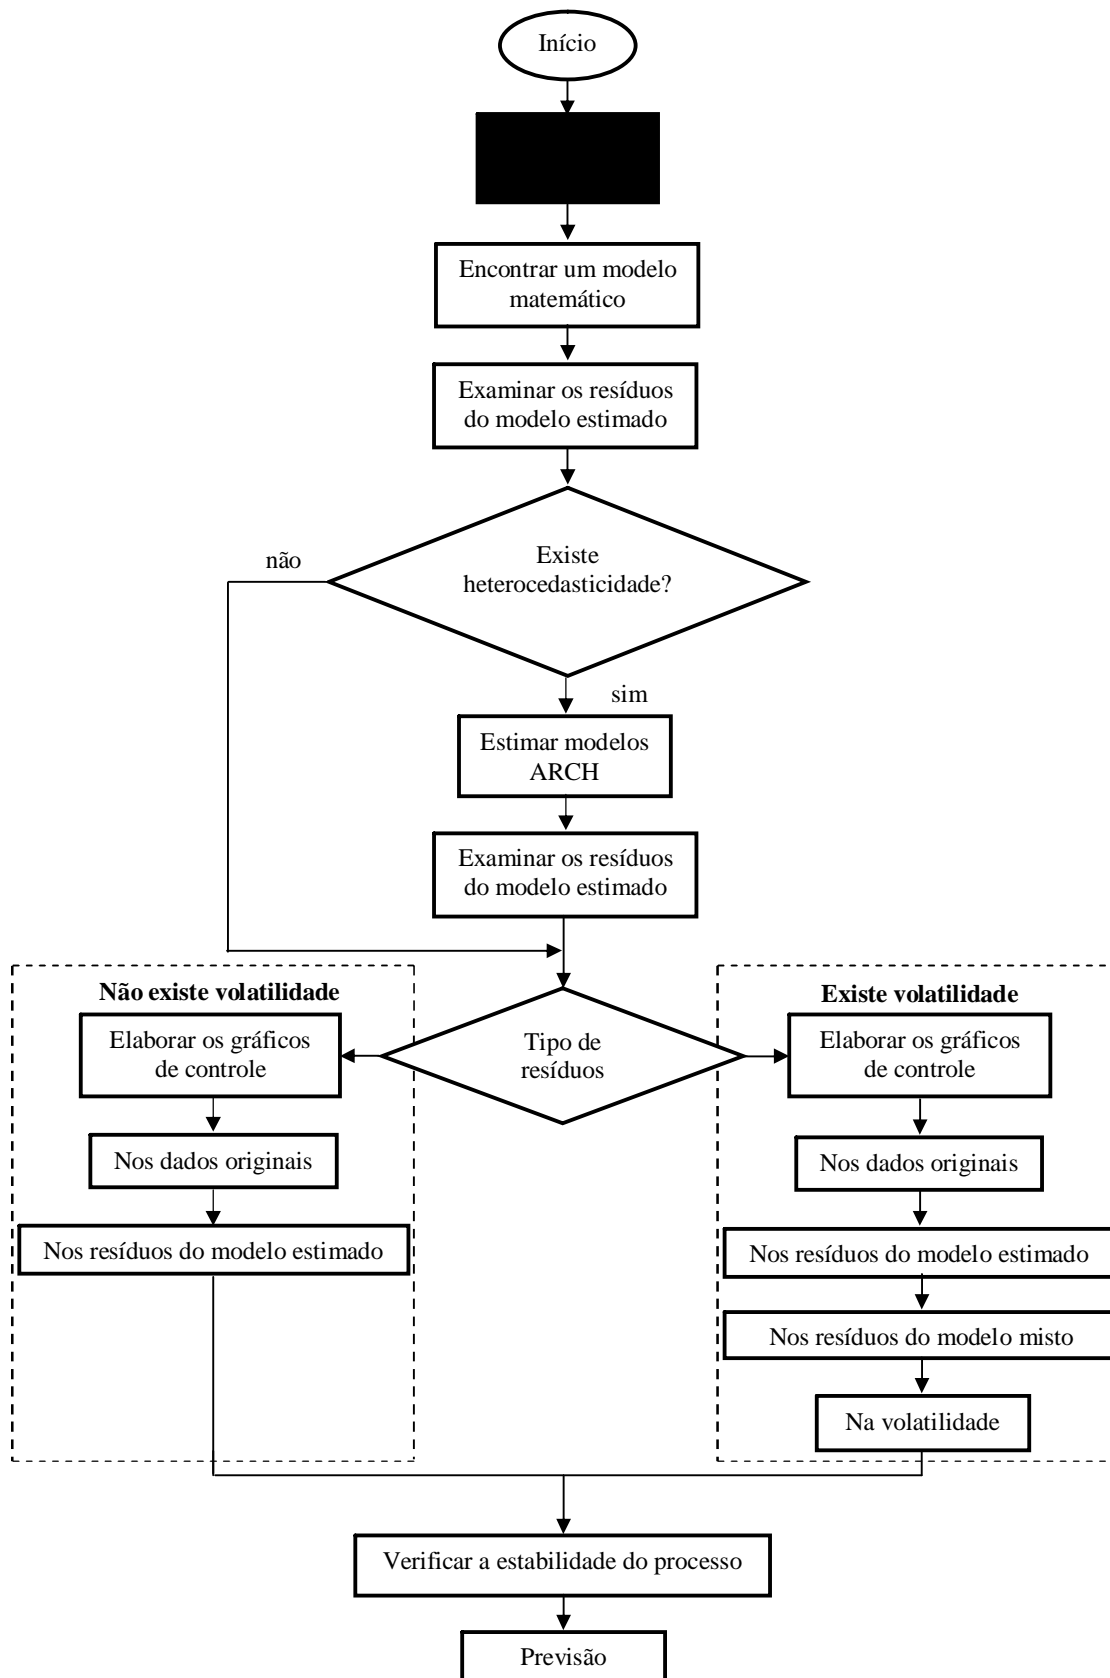 Início
Encontrar um modelo
matemático
Examinar os resíduos
do modelo estimado
Existe
heterocedasticidade?
não
sim
Estimar modelos
ARCH
Examinar os resíduos
do modelo estimado
Tipo de
resíduos
Não existe volatilidade
Elaborar os gráficos
de controle
Nos dados originais
Nos resíduos do modelo estimado
Existe volatilidade
Elaborar os gráficos
de controle
Nos dados originais
Nos resíduos do modelo estimado
Nos resíduos do modelo misto
Na volatilidade
Verificar a estabilidade do processo
Previsão